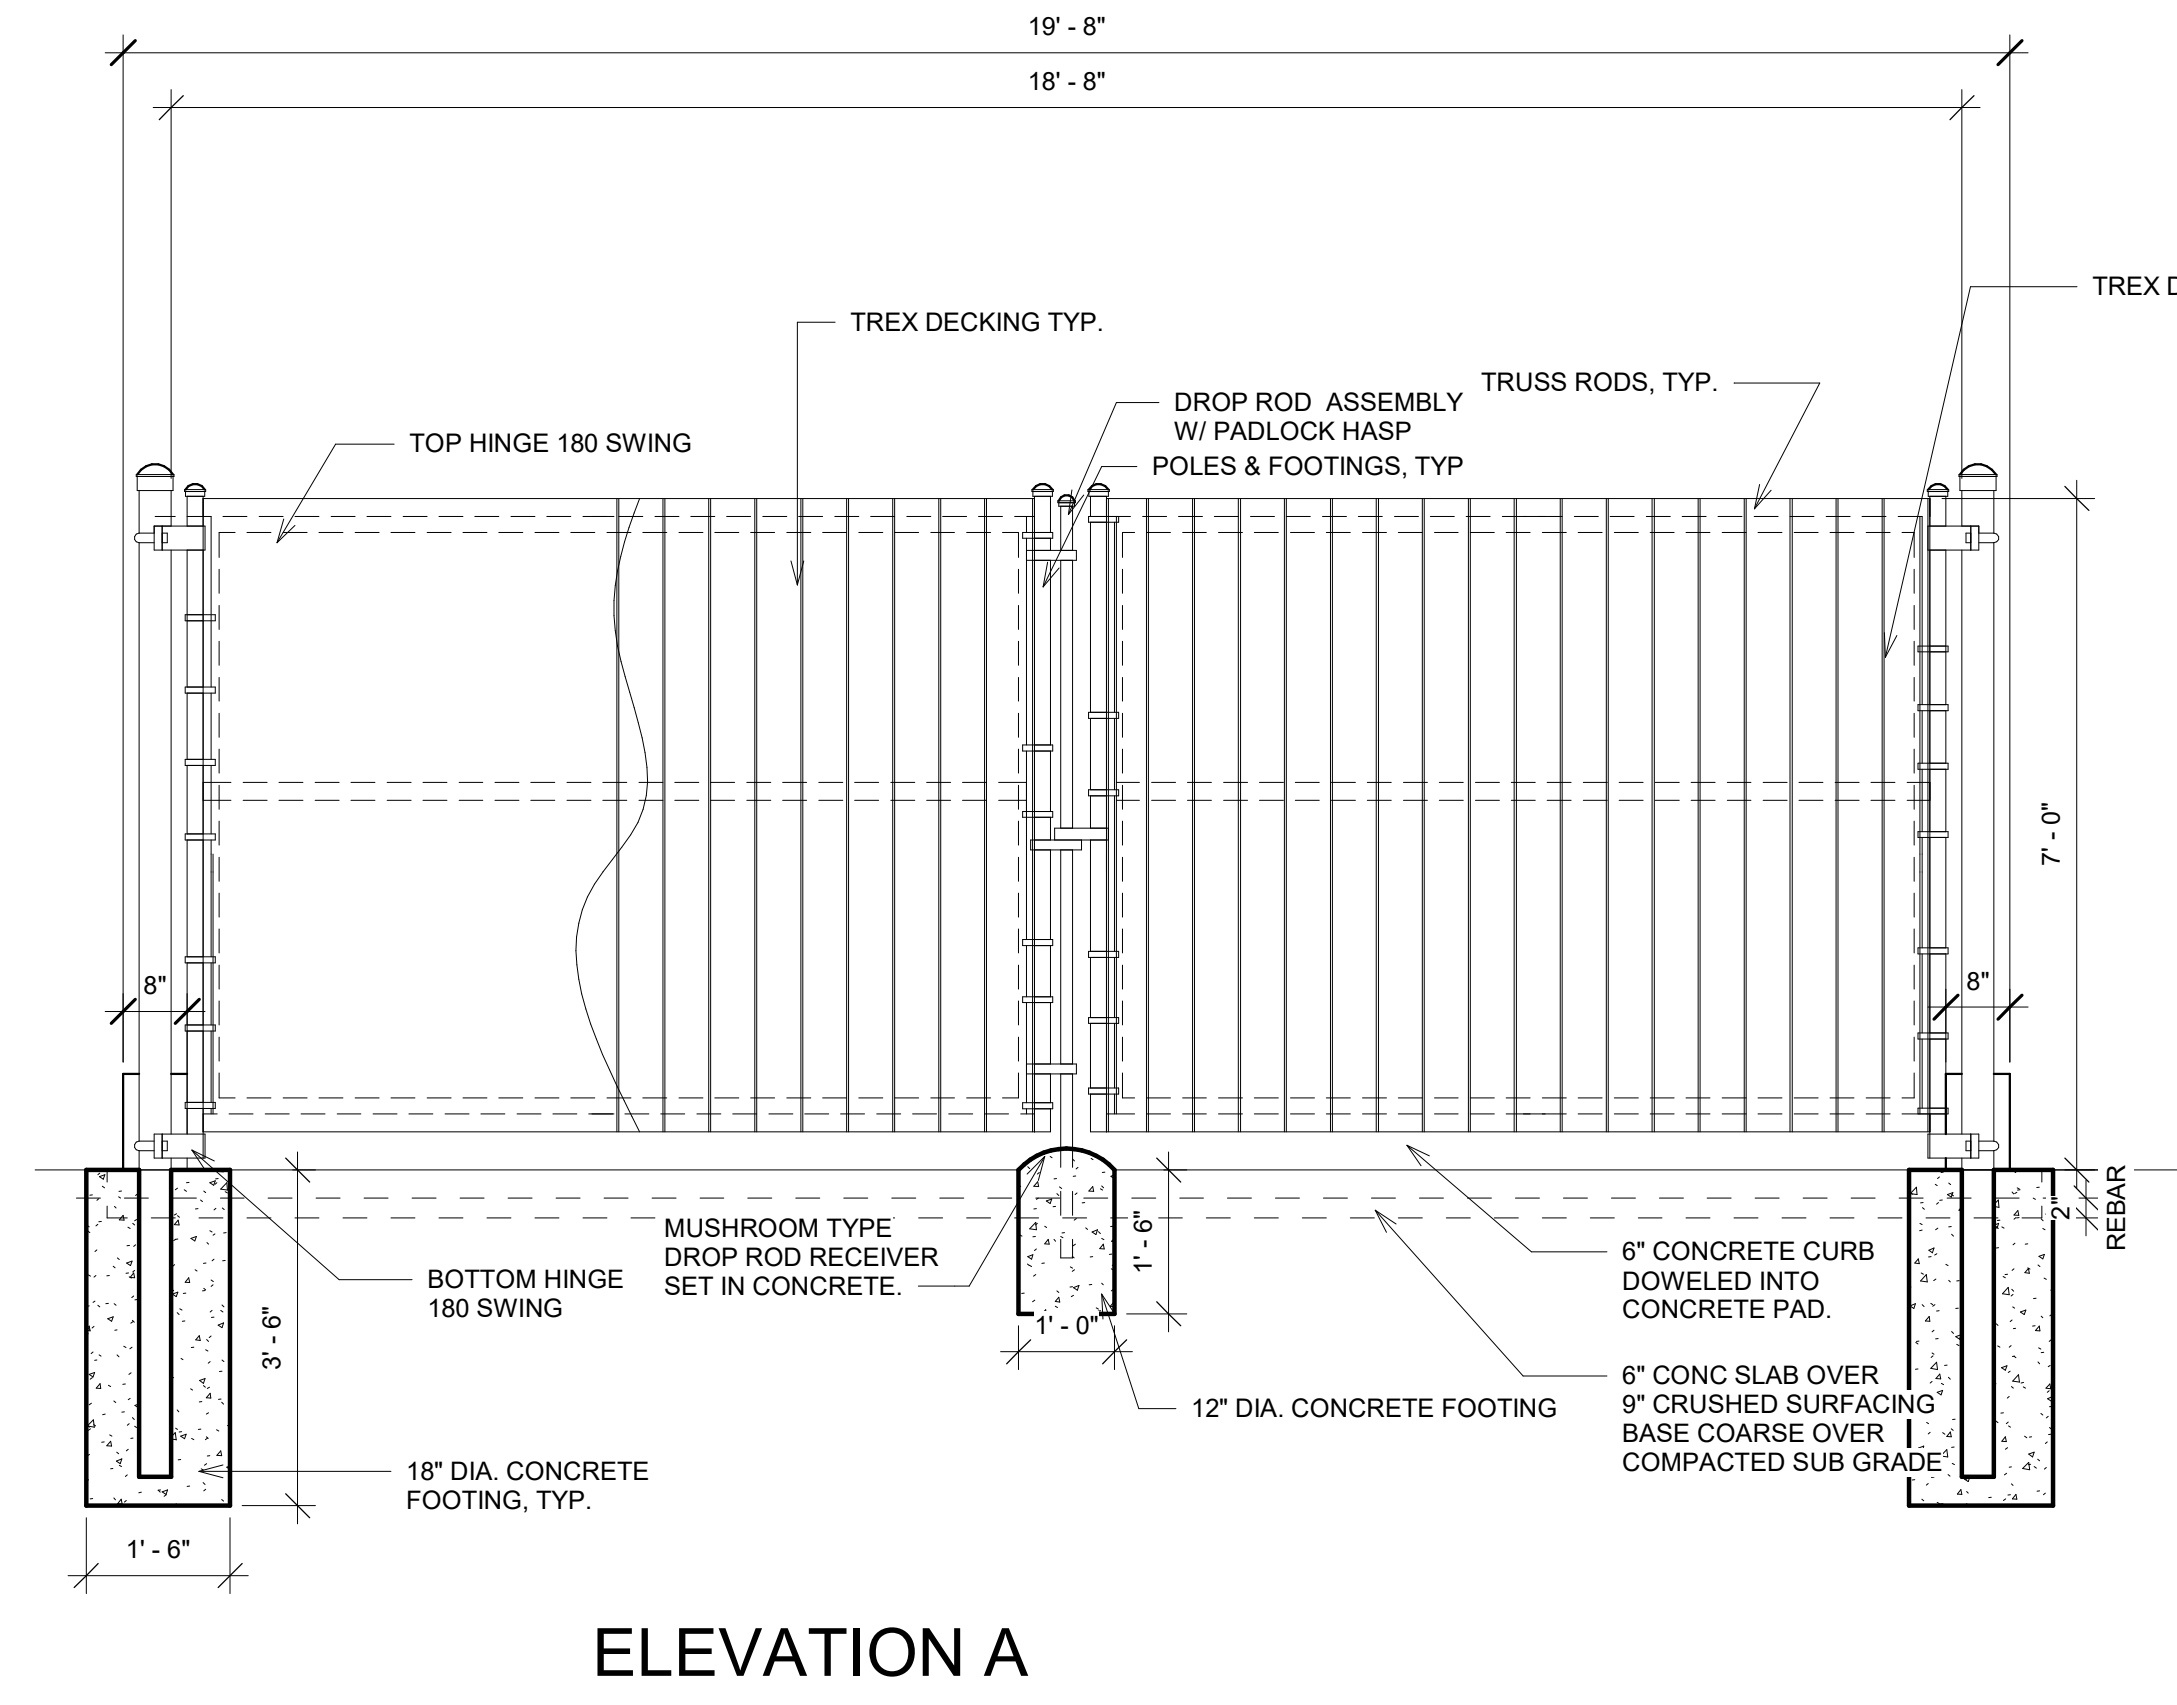 19' - 8"
18' - 8"
TREX D
TREX DECKING TYP.
TRUSS RODS, TYP.
DROP ROD ASSEMBLY
W/ PADLOCK HASP
TOP HINGE 180 SWING
POLES & FOOTINGS, TYP
7' - 0"
8"
8"
MUSHROOM TYPE
DROP ROD RECEIVER
SET IN CONCRETE.
1' - 6"
2"
REBAR
6" CONCRETE CURB
DOWELED INTO
CONCRETE PAD.
BOTTOM HINGE
180 SWING
3' - 6"
1' - 0"
6" CONC SLAB OVER
9" CRUSHED SURFACING
BASE COARSE OVER
COMPACTED SUB GRADE
12" DIA. CONCRETE FOOTING
18" DIA. CONCRETE
FOOTING, TYP.
1' - 6"
ELEVATION A